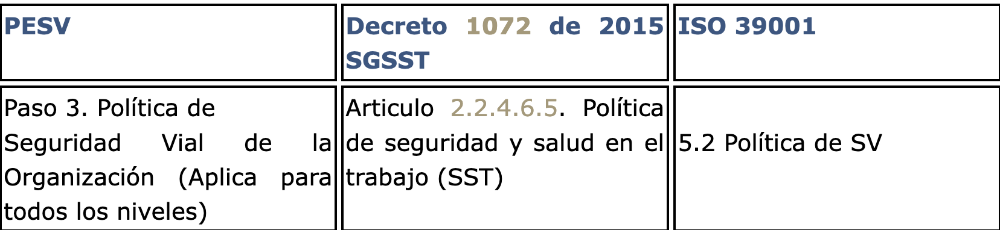 PESV
Decreto 1072 de 2015
SGSST
ISO 39001
Paso 3. Política de
Seguridad Vial de la
Organización (Aplica para
todos los niveles)
Articulo 2.2.4.6.5. Política
de seguridad y salud en el
trabajo (SST)
5.2 Política de SV